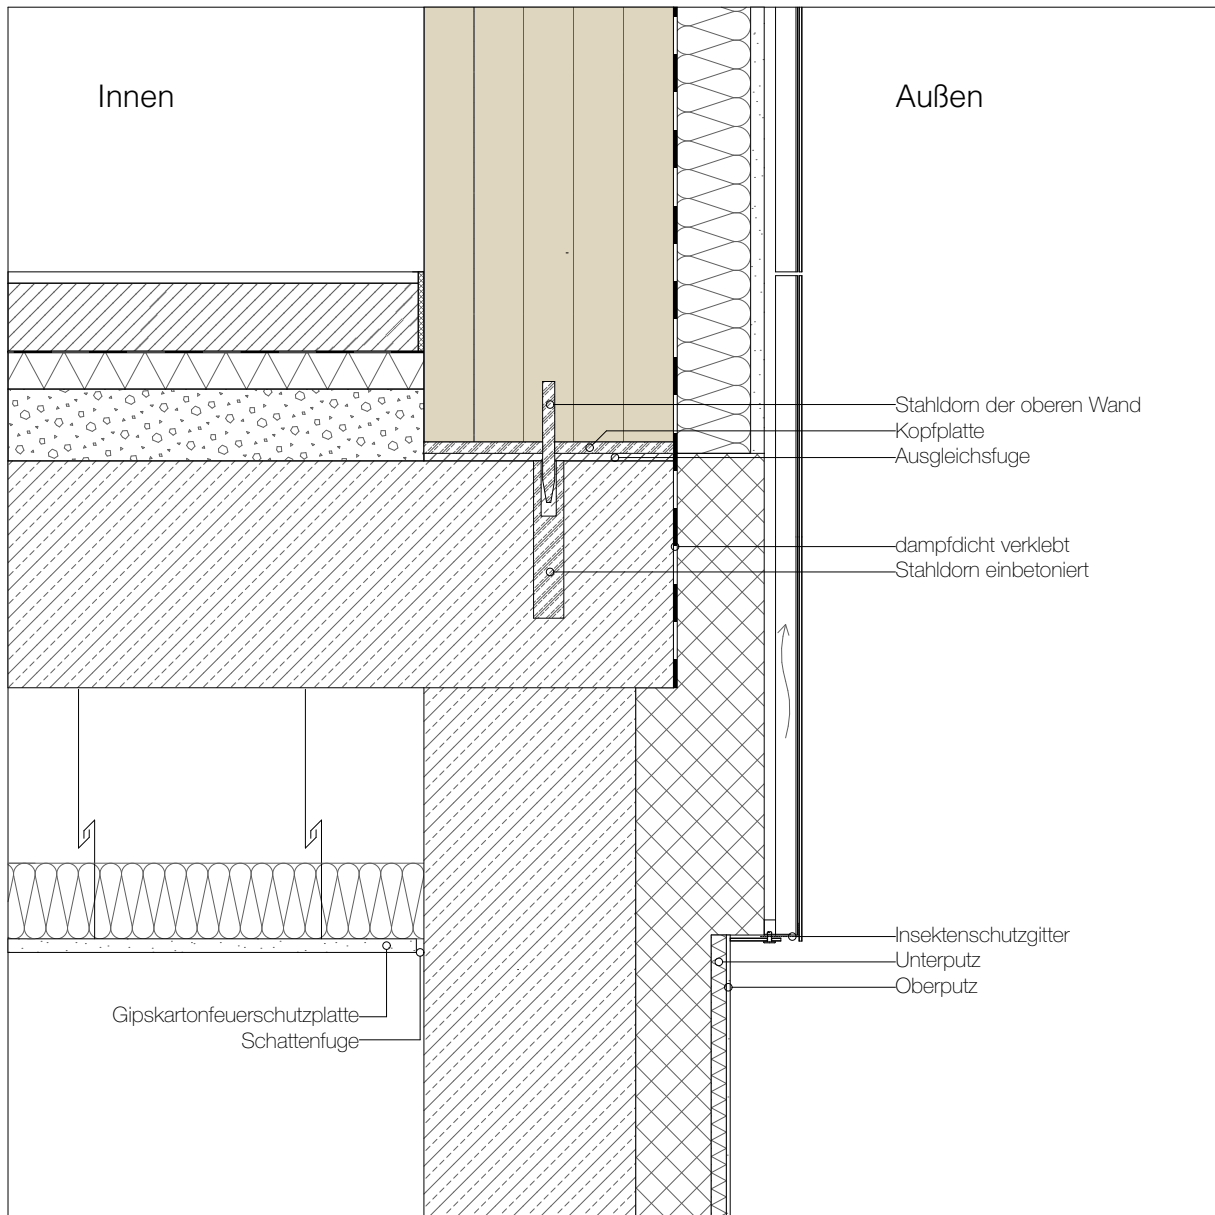 Innen
Außen
Stahldorn der oberen Wand
Kopfplatte
Ausgleichsfuge
dampfdicht verklebt
Stahldorn einbetoniert
Insektenschutzgitter
Unterputz
Oberputz
Gipskartonfeuerschutzplatte
Schattenfuge